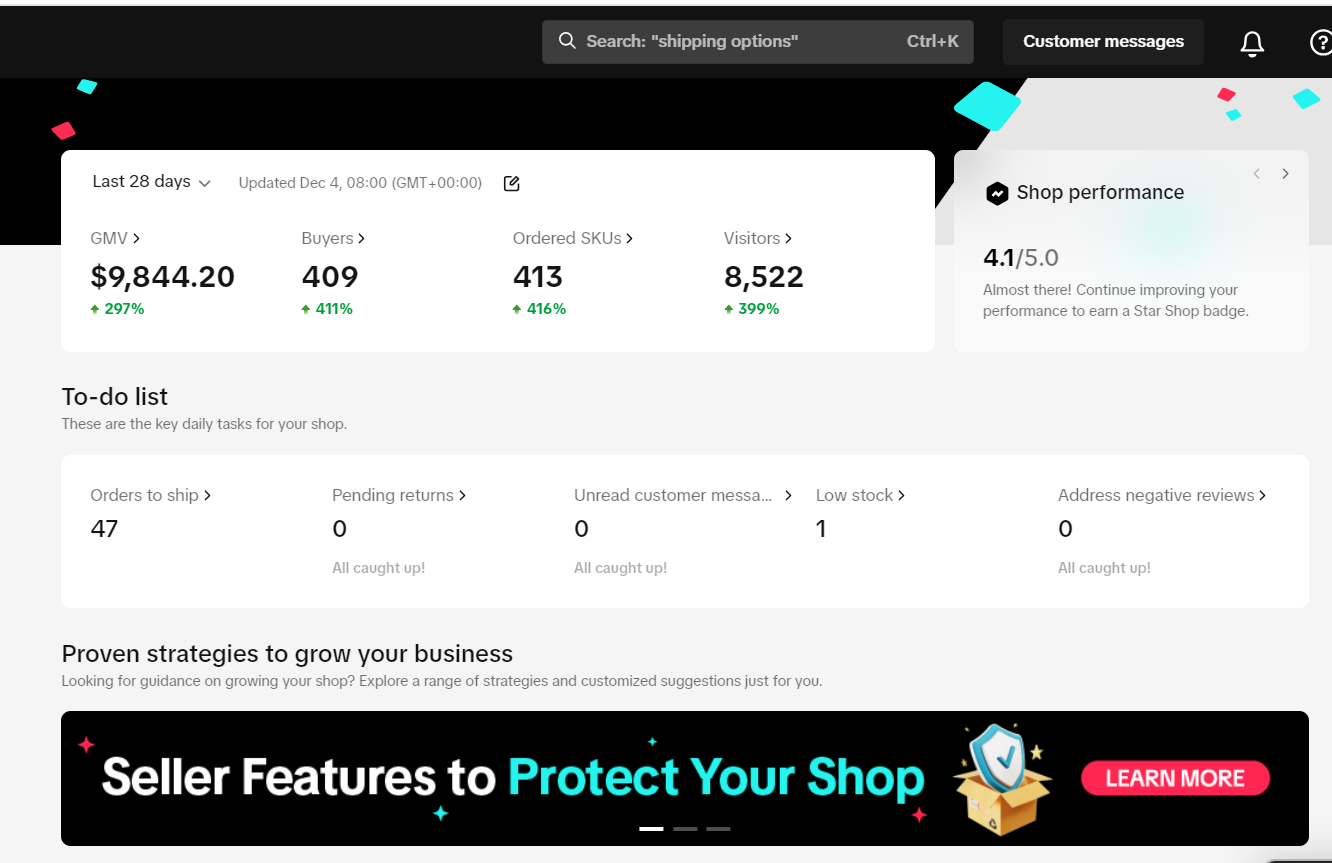 Search: "shipping options" Ctrl+K Customer messages
Last 28 days Updated Dec 4, 08:00 (GMT+00:00)
Shop performance
GMV Buyers Ordered SKUs Visitors
$9,844.20 409 413 8,522
297% 411% 416% 399%
4.1/5.0
Almost there! Continue improving your
performance to earn a Star Shop badge.
To-do list
These are the key daily tasks for your shop.
Orders to ship Pending returns Unread customer messa... Low stock Address negative reviews
47 0 0 1 0
All caught up! All caught up! All caught up!
Proven strategies to grow your business
Looking for guidance on growing your shop? Explore a range of strategies and customized suggestions just for you.
Seller Features to Protect Your Shop LEARN MORE